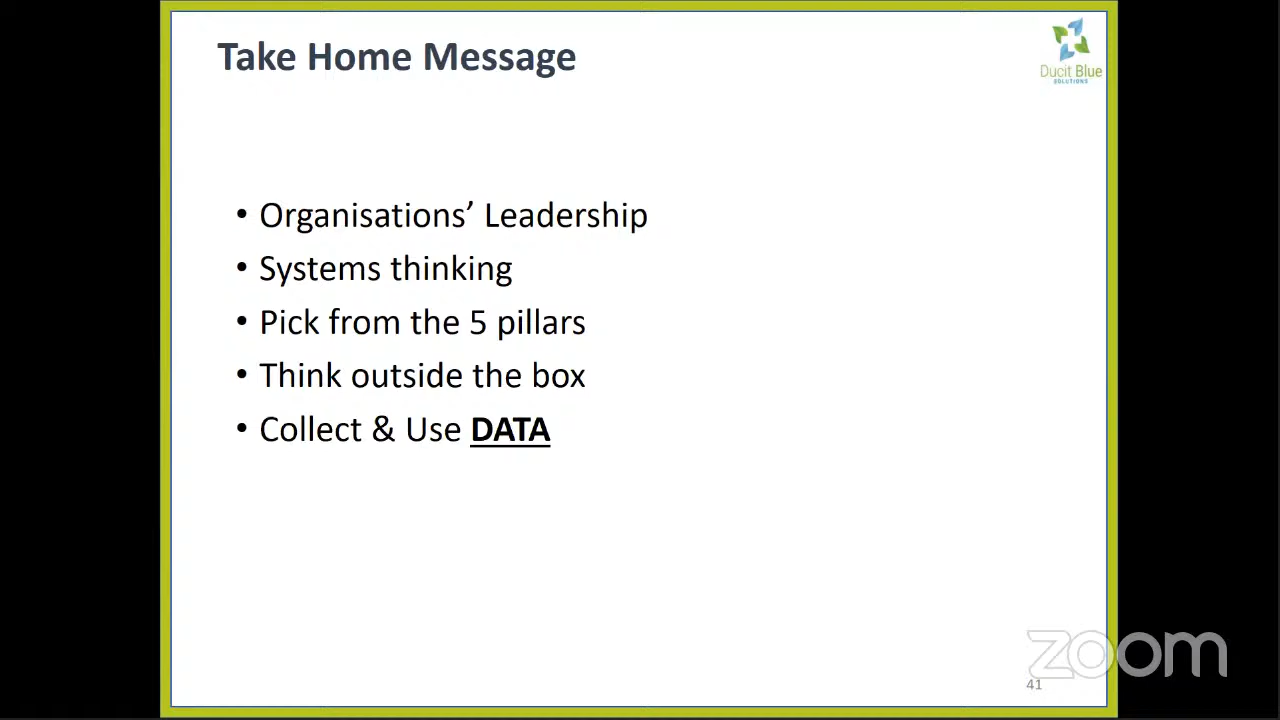 Take Home Message
Ducit Blue
SOLUTIONS
• Organisations’ Leadership
• Systems thinking
• Pick from the 5 pillars
• Think outside the box
• Collect & Use DATA
zoom
41